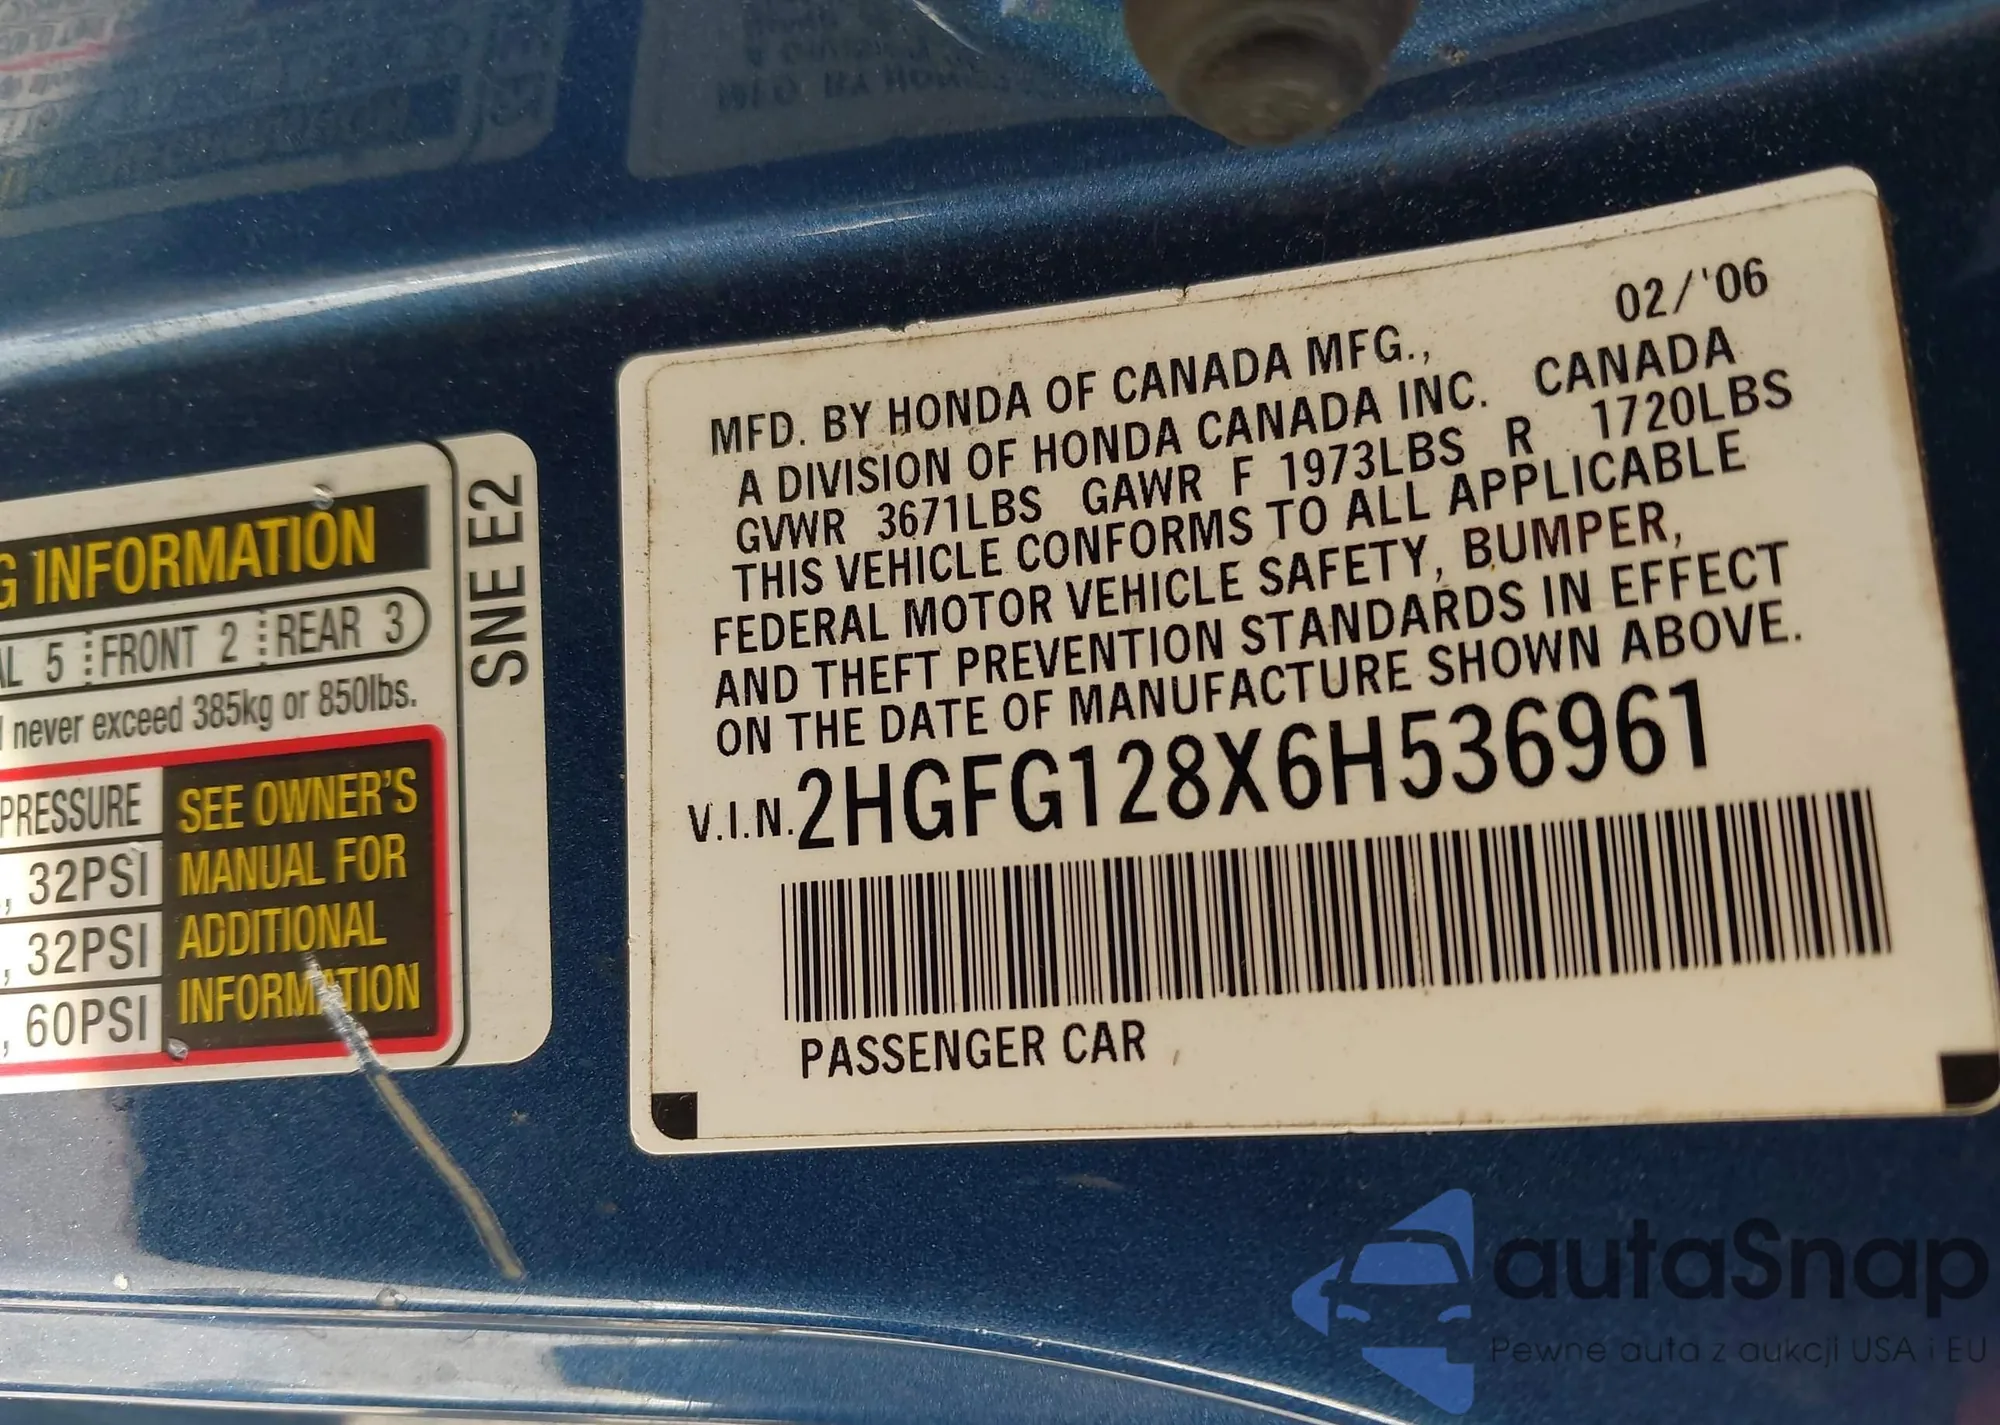 G INFORMATION
AL 5 FRONT 2 REAR 3
never exceed 385kg or 850lbs.
PRESSURE
, 32PSI
, 32PSI
, 60PSI
SEE OWNER'S
MANUAL FOR
ADDITIONAL
INFORMATION
SNE E2
02/'06
MFD. BY HONDA OF CANADA MFG.,
A DIVISION OF HONDA CANADA INC. CANADA
GVWR 3671LBS GAWR F 1973LBS R 1720LBS
THIS VEHICLE CONFORMS TO ALL APPLICABLE
FEDERAL MOTOR VEHICLE SAFETY, BUMPER,
AND THEFT PREVENTION STANDARDS IN EFFECT
ON THE DATE OF MANUFACTURE SHOWN ABOVE.
V.I.N. 2HGFG128X6H536961
PASSENGER CAR
autaSnap
Pewne auta z aukcji USA i EU